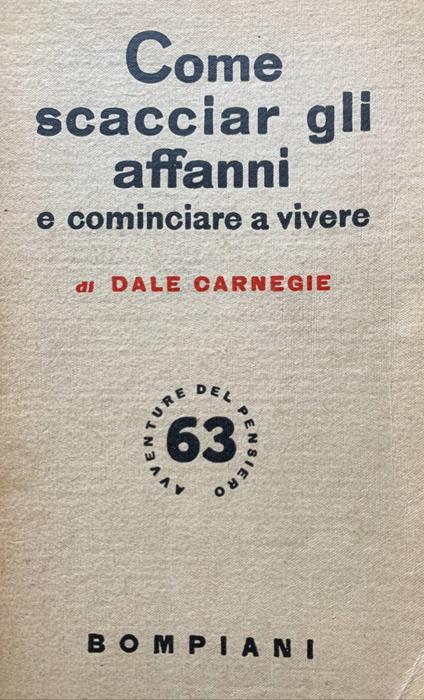 Come
scacciar gli
affanni
e cominciare a vivere
di DALE CARNEGIE
AVVENTURE DEL PENSIERO
63
BOMPIANI